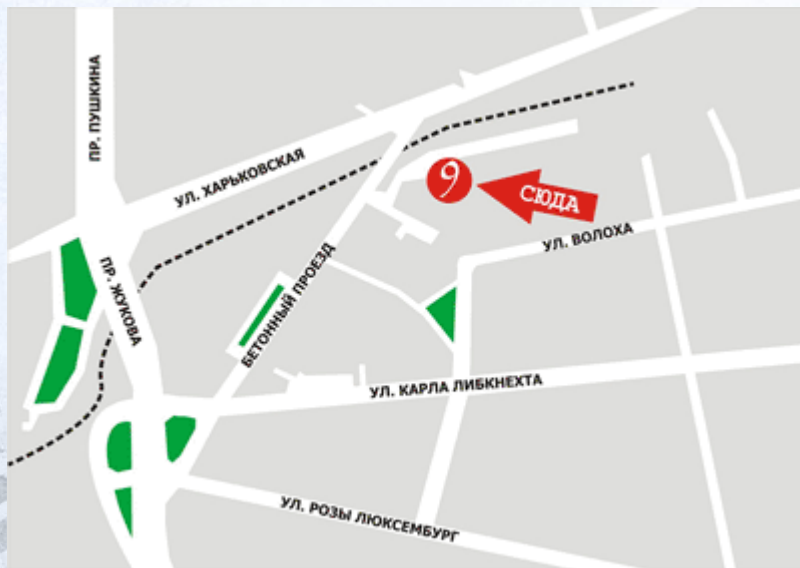 ПР. ПУШКИНА
УЛ. ХАРЬКОВСКАЯ
9
СЮДА
УЛ. ВОЛОХА
ПР. ЖУКОВА
БЕТОННЫЙ ПРОЕЗД
УЛ. КАРЛА ЛИБКНЕХТА
УЛ. РОЗЫ ЛЮКСЕМБУРГ